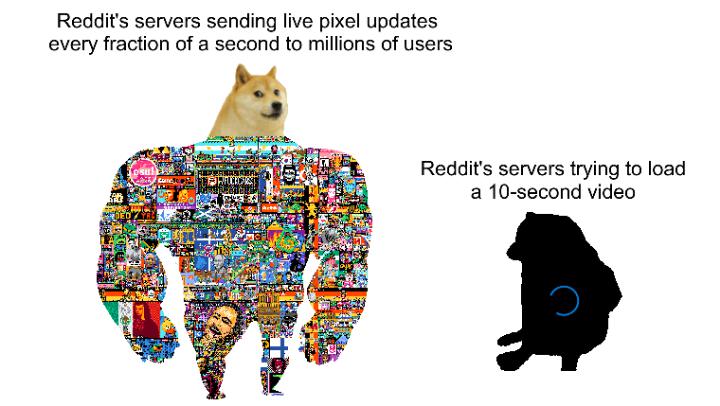 Reddit's servers sending live pixel updates
every fraction of a second to millions of users
Reddit's servers trying to load
a 10-second video
osu!